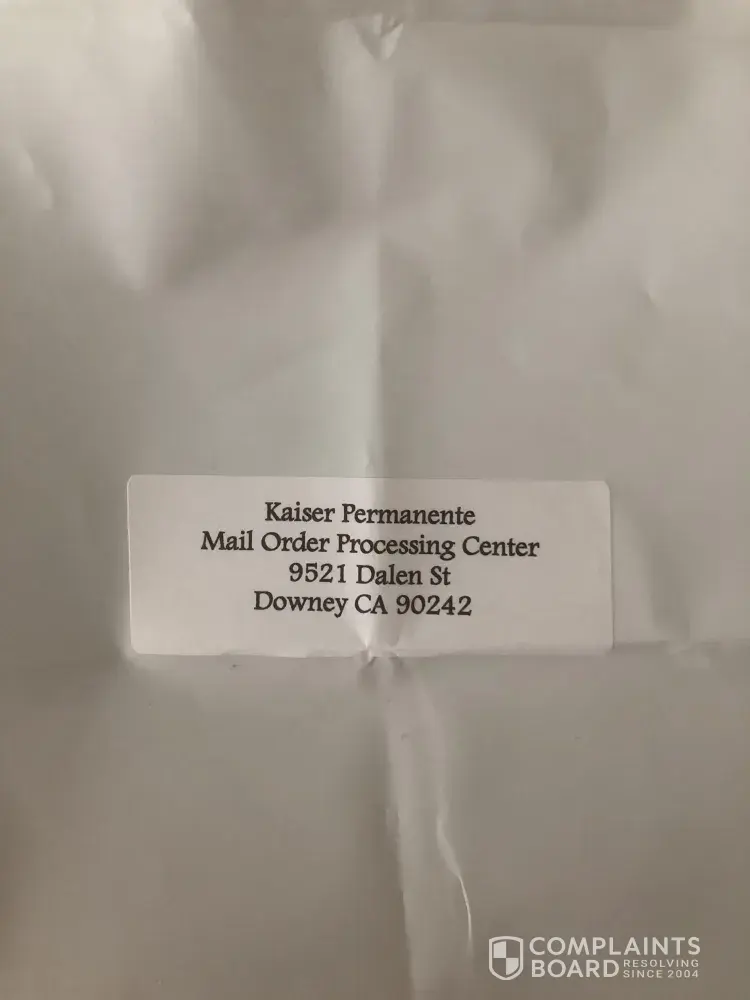 Kaiser Permanente
Mail Order Processing Center
9521 Dalen St
Downey CA 90242
COMPLAINTS
BOARD RESOLVING
SINCE 2004